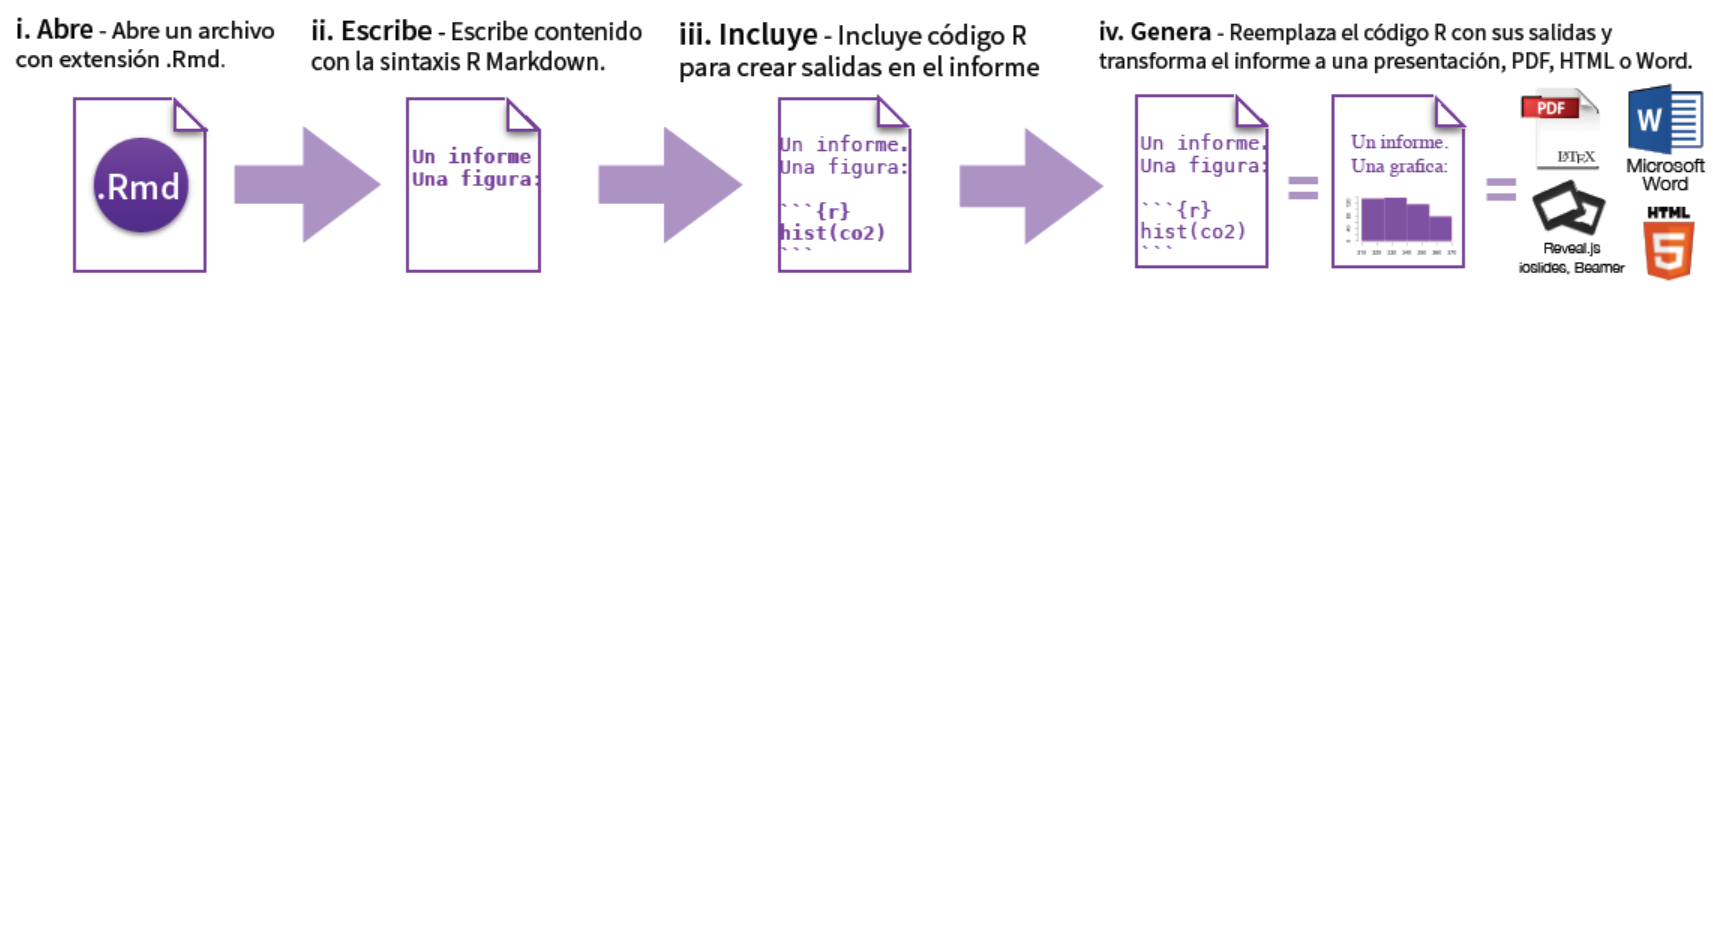 i. Abre - Abre un archivo
con extensión .Rmd.
ii. Escribe - Escribe contenido
con la sintaxis R Markdown.
iii. Incluye - Incluye código R
para crear salidas en el informe
iv. Genera - Reemplaza el código R con sus salidas y
transforma el informe a una presentación, PDF, HTML o Word.
.Rmd
Un informe
Una figura:
Un informe.
Una figura:
```{r}
hist(co2)
```
Un informe.
Una figura:
```{r}
hist(co2)
```
Un informe.
Una grafica:
PDF
LATEX
W
Microsoft
Word
Reveal.js
ioslides, Beamer
HTML
5